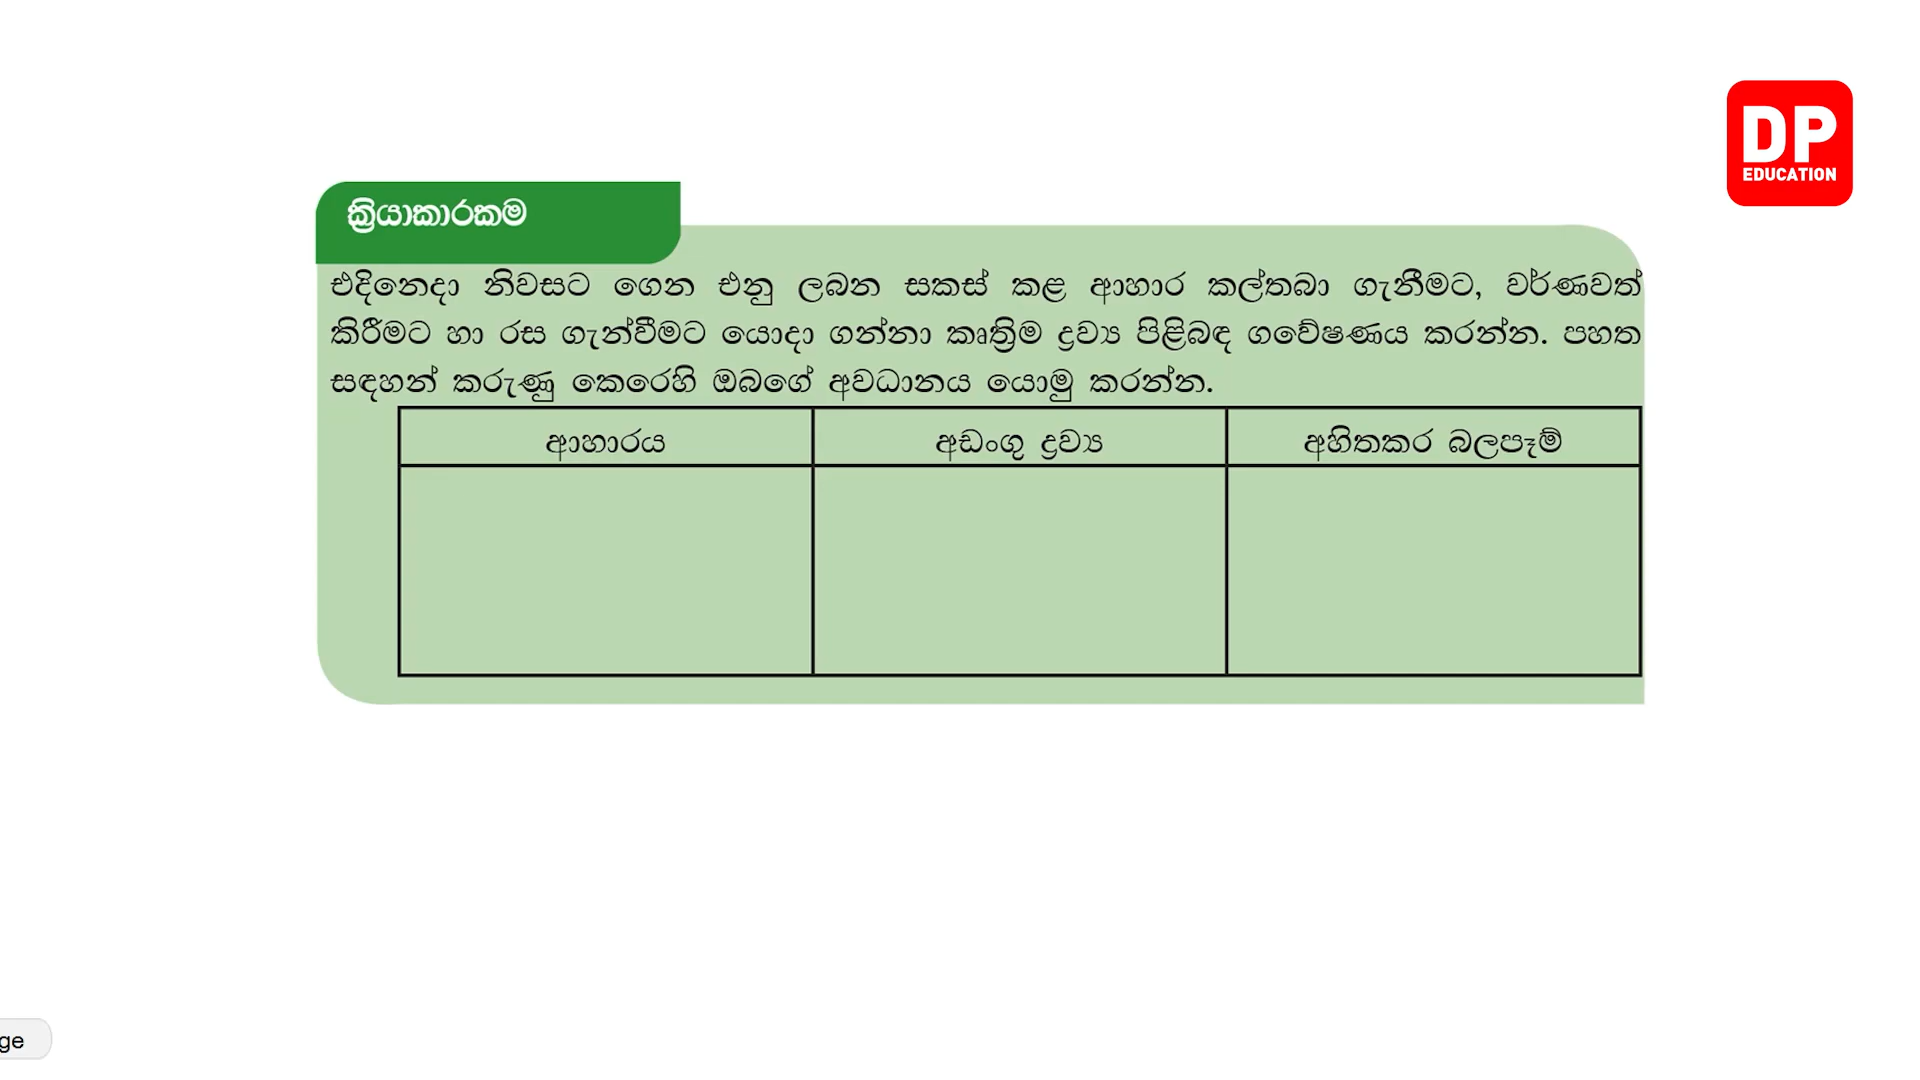 DP
EDUCATION
ක්‍රියාකාරකම
එදිනෙදා නිවසට ගෙන එනු ලබන සකස් කළ ආහාර කල්තබා ගැනීමට, වර්ණවත්
කිරීමට හා රස ගැන්වීමට යොදා ගන්නා කෘත්‍රිම ද්‍රව්‍ය පිළිබඳ ගවේෂණය කරන්න. පහත
සඳහන් කරුණු කෙරෙහි ඔබගේ අවධානය යොමු කරන්න.
ආහාරය අඩංගු ද්‍රව්‍ය අහිතකර බලපෑම්
ge